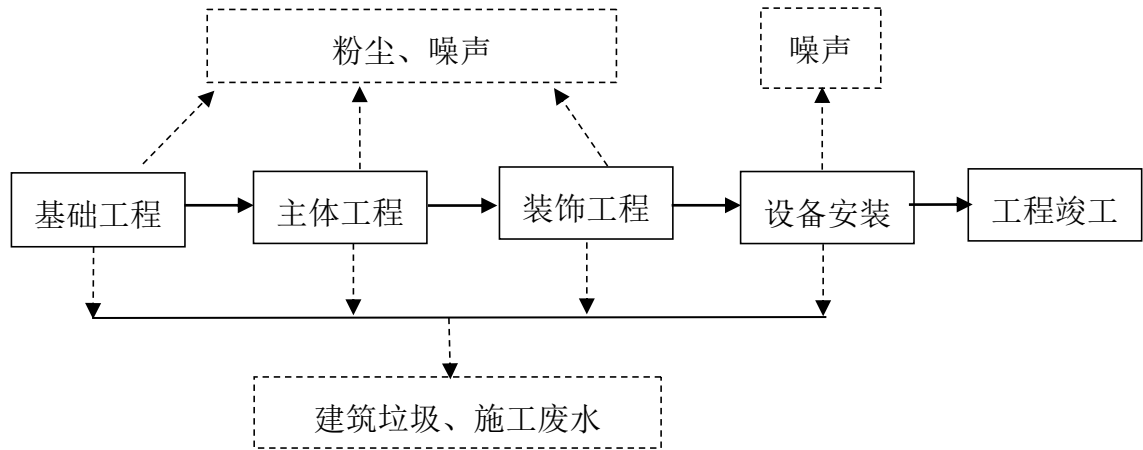 粉尘、噪声
噪声
基础工程
主体工程
装饰工程
设备安装
工程竣工
建筑垃圾、施工废水